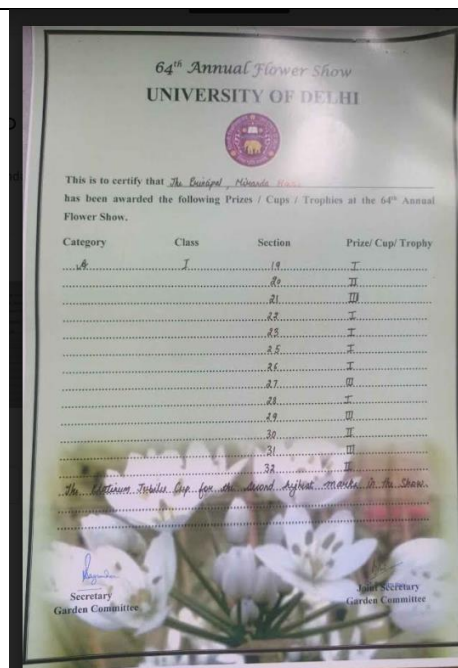 64th Annual Flower Show
UNIVERSITY OF DELHI
This is to certify that The Principal, Miranda House
has been awarded the following Prizes / Cups / Trophies at the 64th Annual
Flower Show.
Category Class Section Prize/ Cup/ Trophy
A I 19 I
20 II
21 III
22 I
23 I
25 I
26 I
27 III
28 I
29 III
30 II
31 III
32 II
The Platinum Jubilee Cup for the second highest marks in the Show.
Secretary
Garden Committee
Joint Secretary
Garden Committee